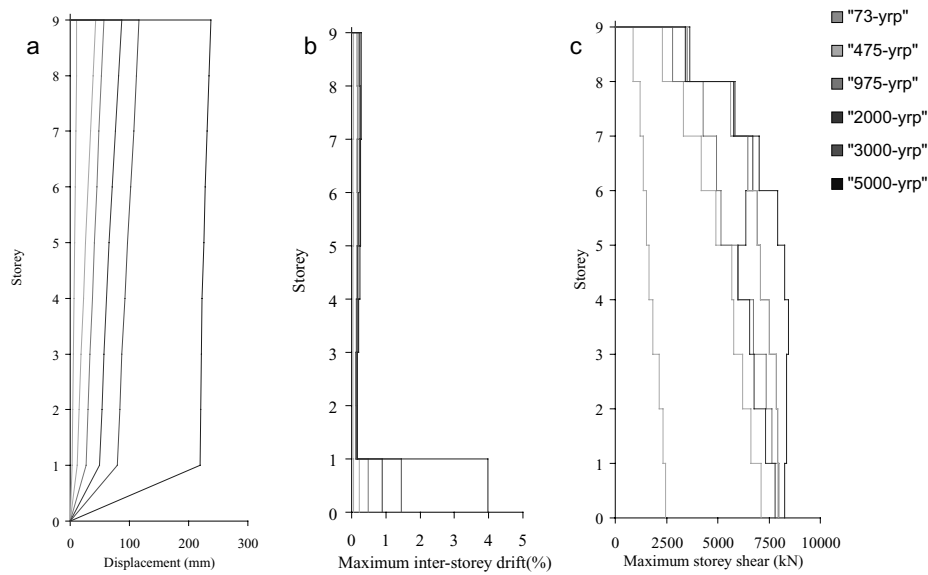 a
9
8
7
6
5
4
3
2
1
0
Storey
0 100 200 300
Displacement (mm)
b
9
8
7
6
5
4
3
2
1
0
Storey
0 1 2 3 4 5
Maximum inter-storey drift(%)
c
9
8
7
6
5
4
3
2
1
0
Storey
0 2500 5000 7500 10000
Maximum storey shear (kN)
"73-yrp"
"475-yrp"
"975-yrp"
"2000-yrp"
"3000-yrp"
"5000-yrp"